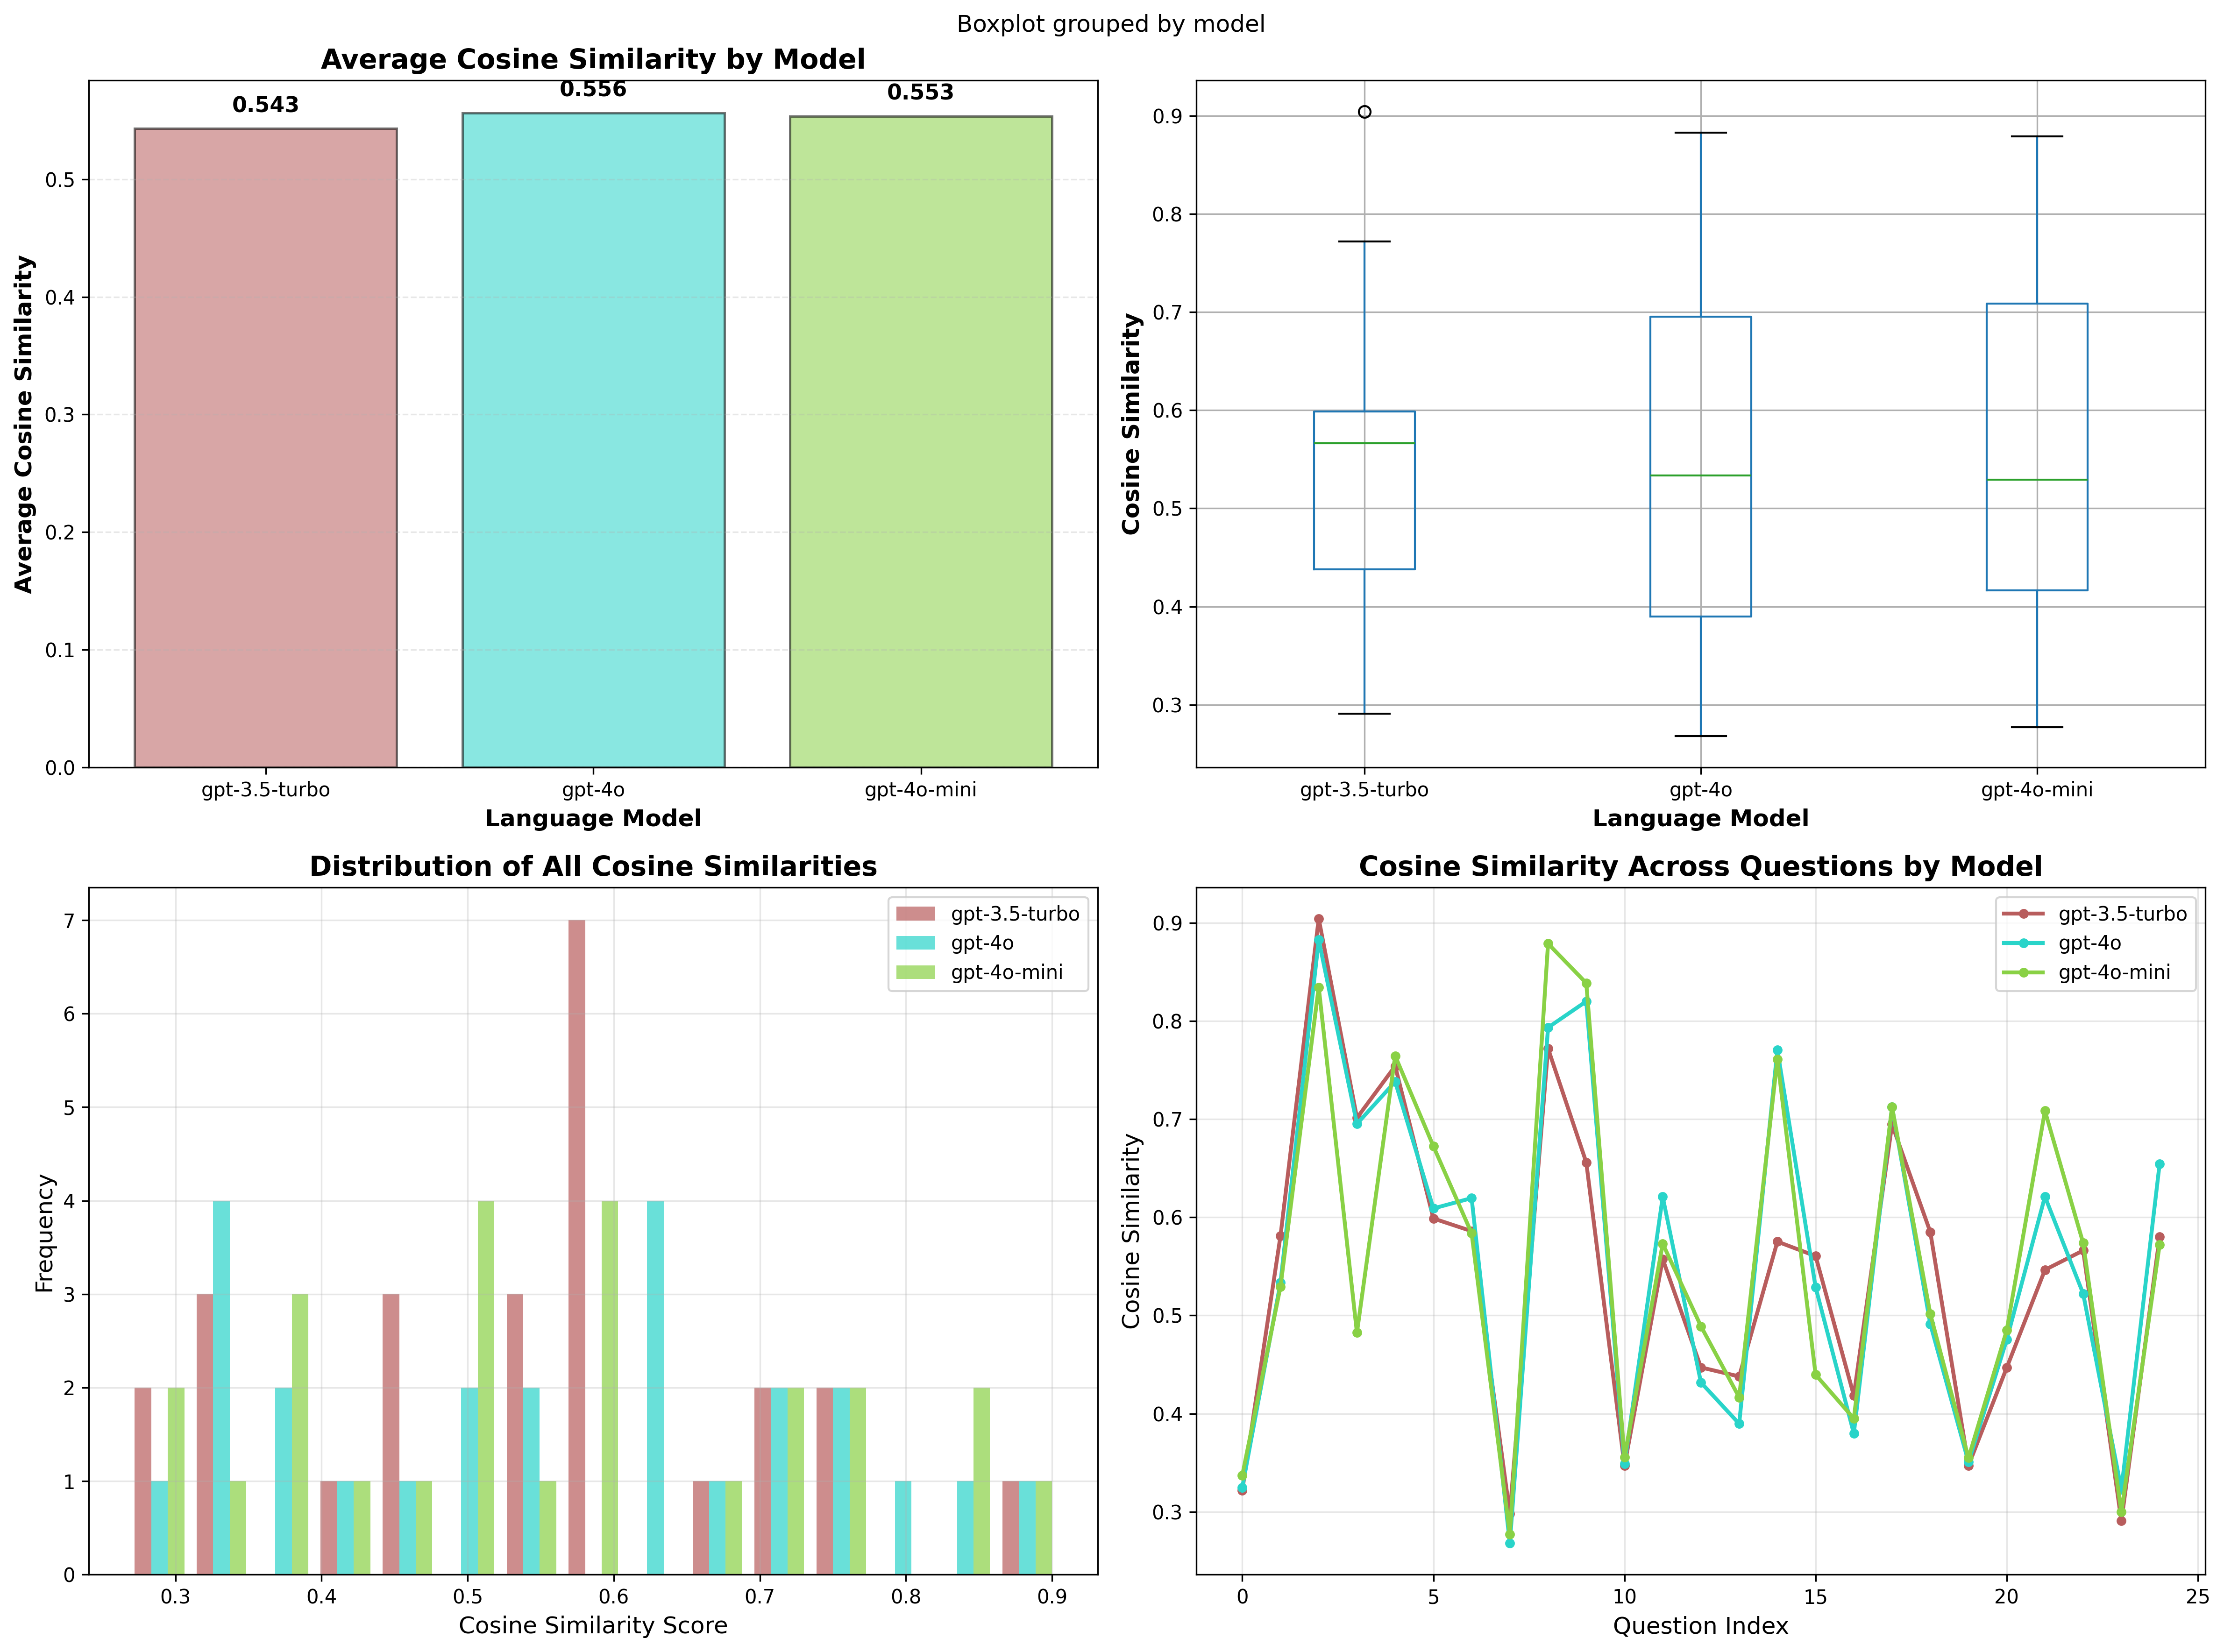 Boxplot grouped by model
Average Cosine Similarity by Model
0.543
0.556
0.553
Average Cosine Similarity
0.5
0.4
0.3
0.2
0.1
0.0
gpt-3.5-turbo
gpt-4o
gpt-4o-mini
Language Model
Cosine Similarity
0.9
0.8
0.7
0.6
0.5
0.4
0.3
gpt-3.5-turbo
gpt-4o
gpt-4o-mini
Language Model
Distribution of All Cosine Similarities
gpt-3.5-turbo
gpt-4o
gpt-4o-mini
Frequency
7
6
5
4
3
2
1
0
0.3
0.4
0.5
0.6
0.7
0.8
0.9
Cosine Similarity Score
Cosine Similarity Across Questions by Model
gpt-3.5-turbo
gpt-4o
gpt-4o-mini
Cosine Similarity
0.9
0.8
0.7
0.6
0.5
0.4
0.3
0
5
10
15
20
25
Question Index